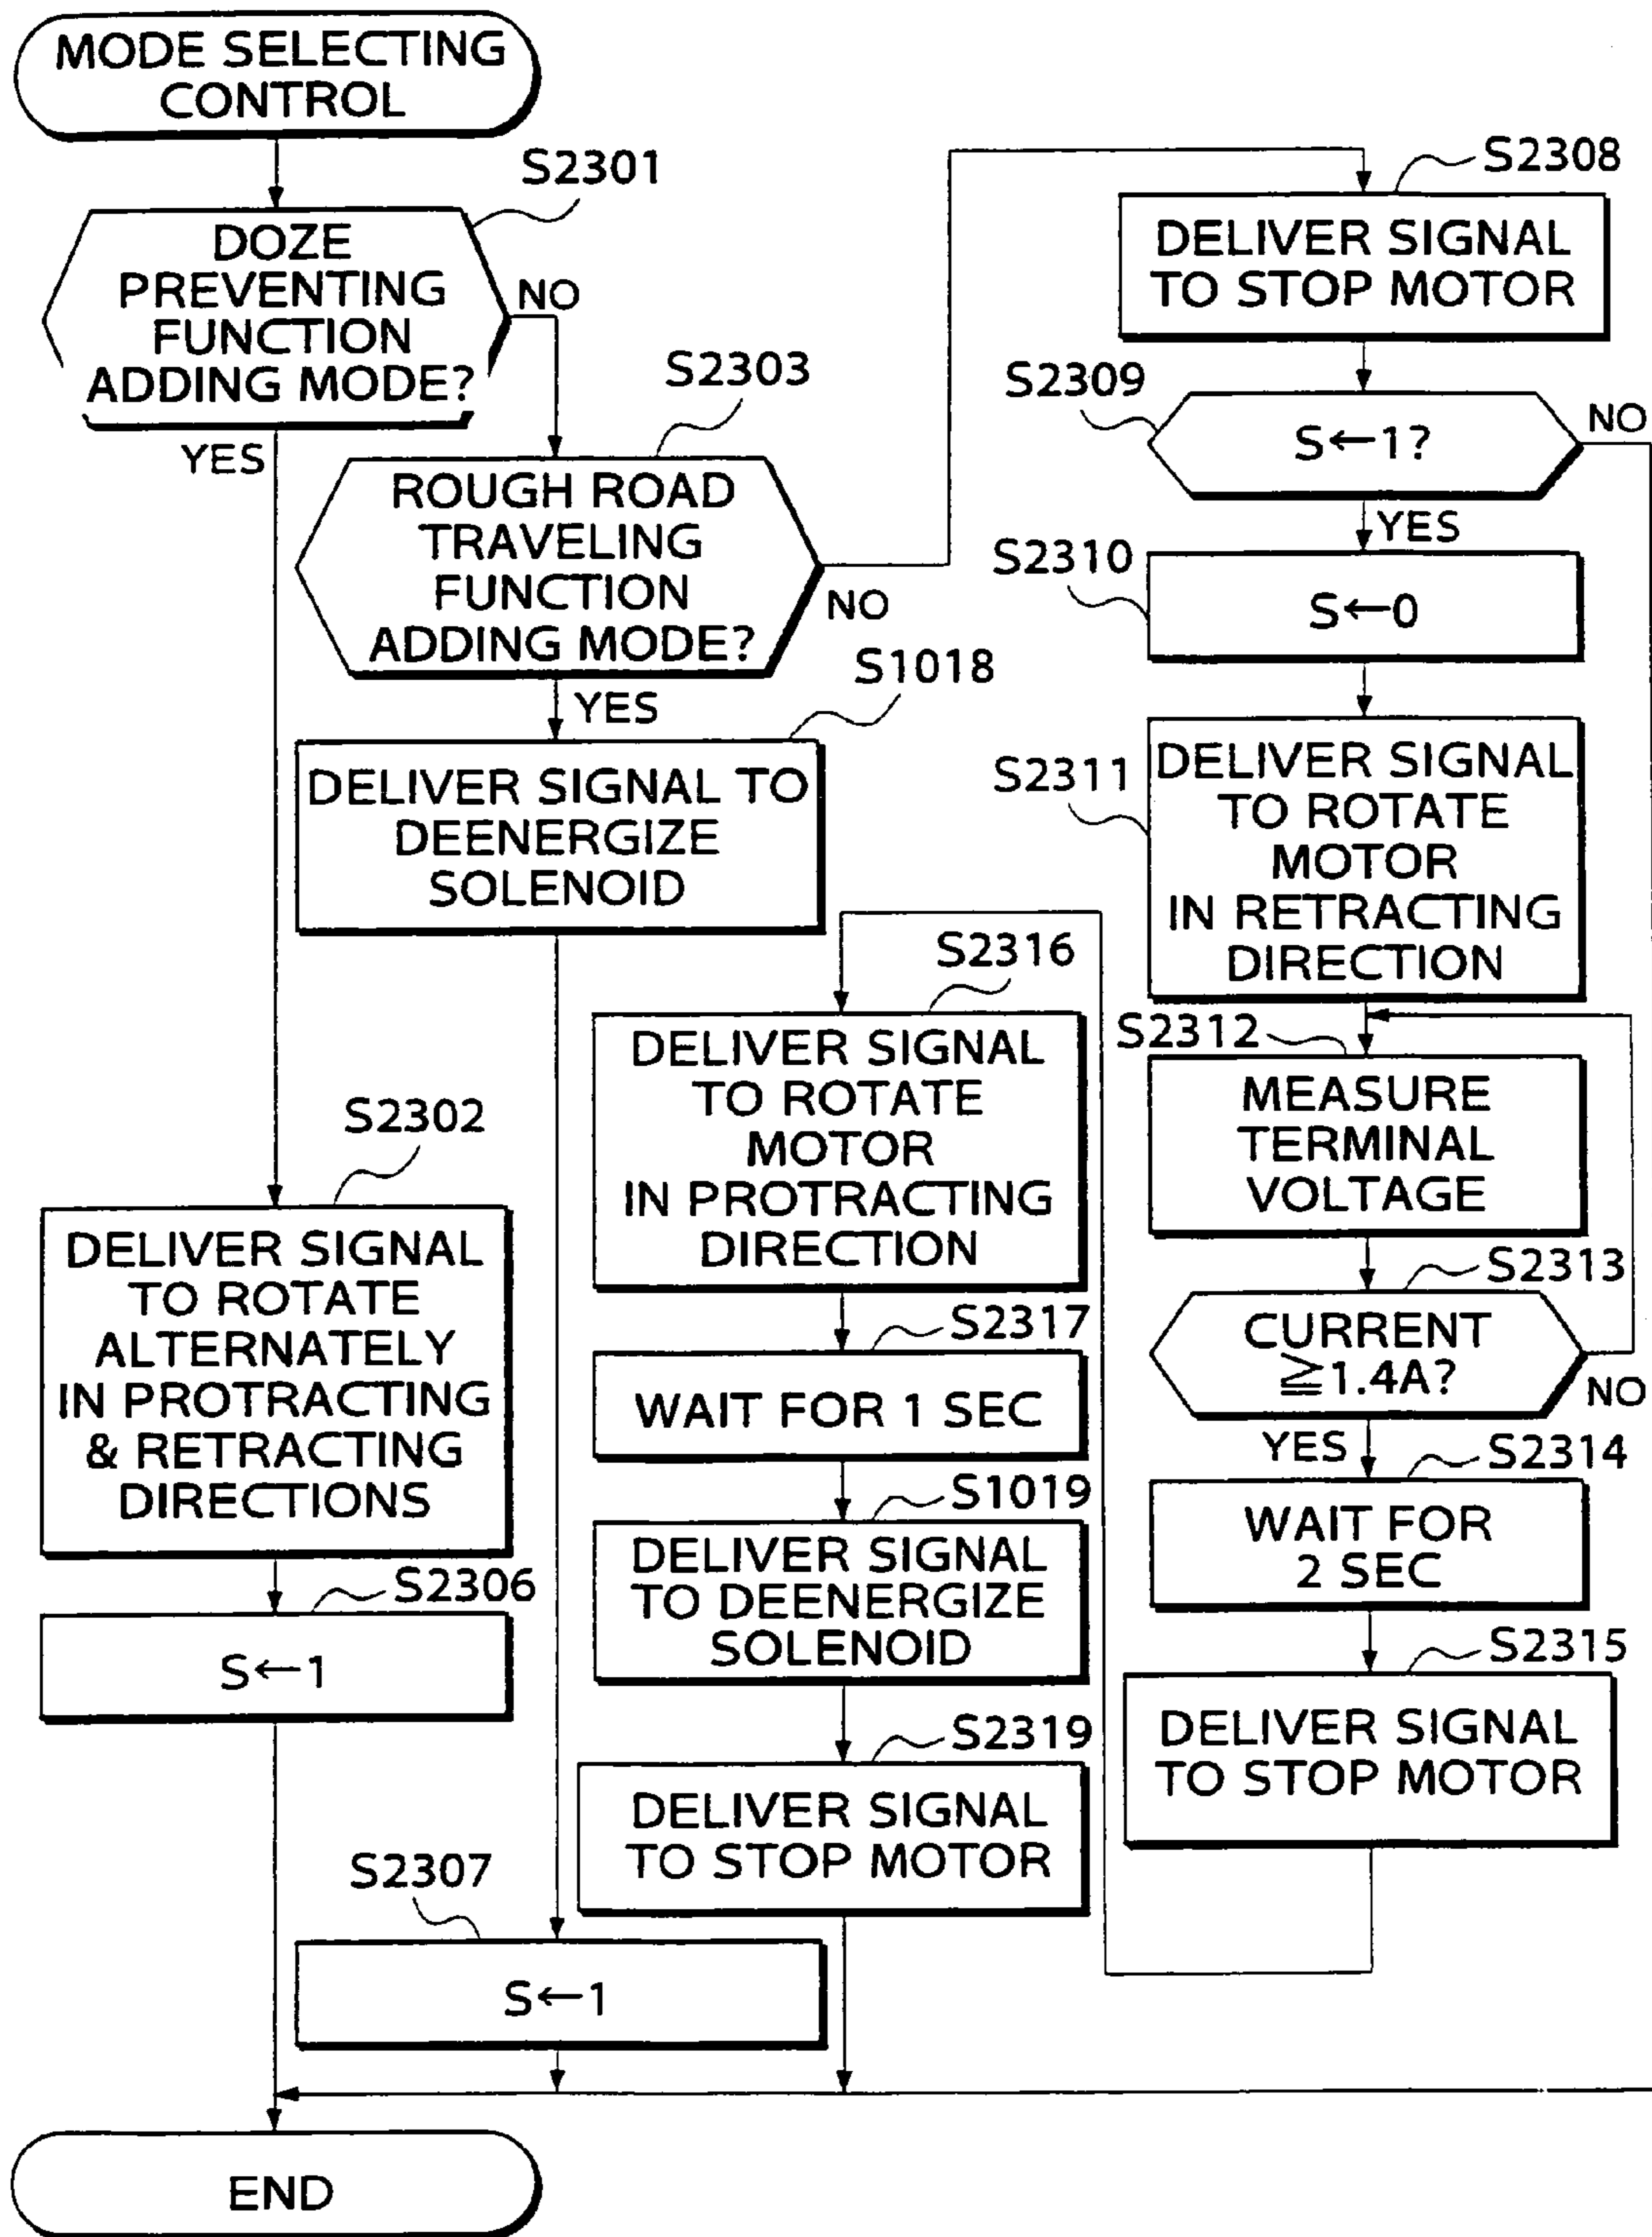 MODE SELECTING
CONTROL
S2301
DOZE
PREVENTING
FUNCTION
ADDING MODE?
NO
YES
S2303
ROUGH ROAD
TRAVELING
FUNCTION
ADDING MODE?
NO
YES
S1018
DELIVER SIGNAL TO
DEENERGIZE
SOLENOID
S2302
DELIVER SIGNAL
TO ROTATE
ALTERNATELY
IN PROTRACTING
& RETRACTING
DIRECTIONS
S2306
S←1
S2307
S←1
S2308
DELIVER SIGNAL
TO STOP MOTOR
S2309
S←1?
NO
YES
S2310
S←0
S2311
DELIVER SIGNAL
TO ROTATE
MOTOR
IN RETRACTING
DIRECTION
S2312
MEASURE
TERMINAL
VOLTAGE
S2313
CURRENT
≧1.4A?
NO
YES
S2314
WAIT FOR
2 SEC
S2315
DELIVER SIGNAL
TO STOP MOTOR
S2316
DELIVER SIGNAL
TO ROTATE
MOTOR
IN PROTRACTING
DIRECTION
S2317
WAIT FOR 1 SEC
S1019
DELIVER SIGNAL
TO DEENERGIZE
SOLENOID
S2319
DELIVER SIGNAL
TO STOP MOTOR
END